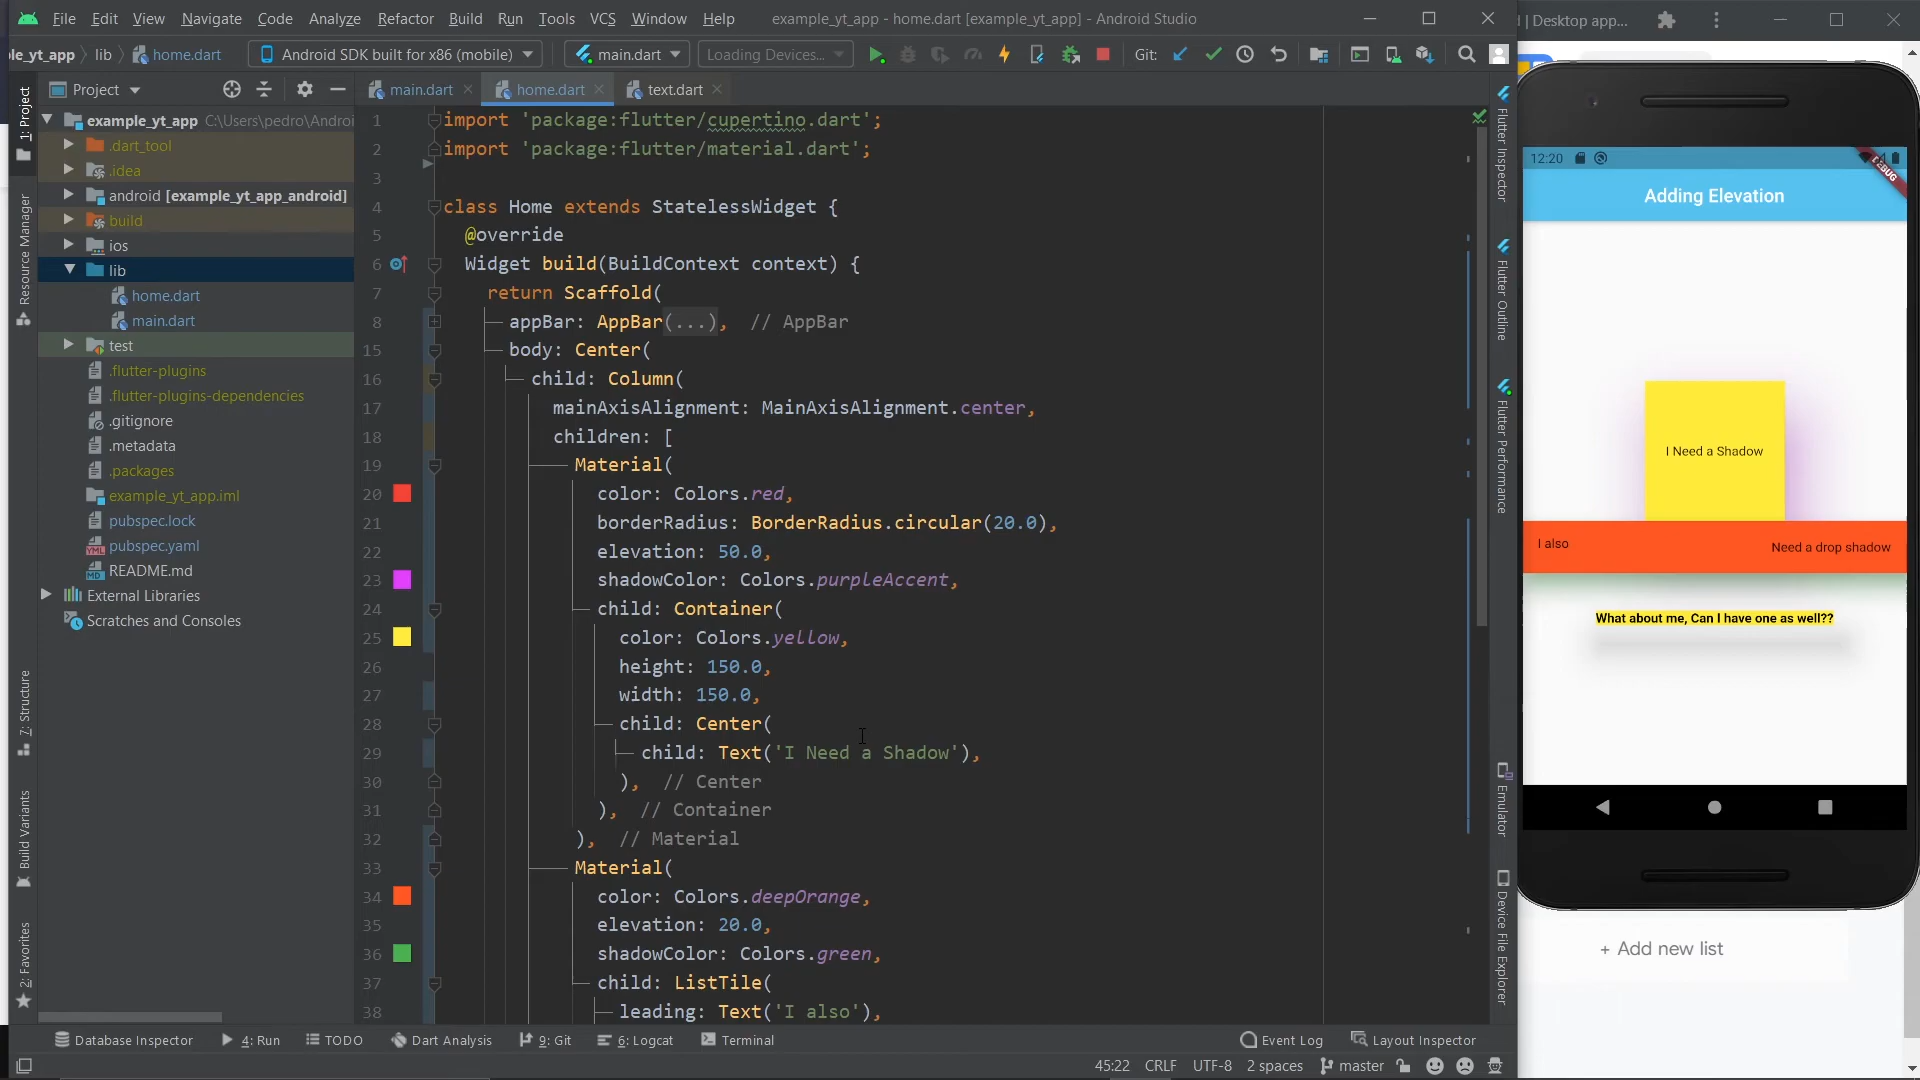 File Edit View Navigate Code Analyze Refactor Build Run Tools VCS Window Help example_yt_app - home.dart [example_yt_app] - Android Studio
| Desktop app...
le_yt_app lib home.dart Android SDK built for x86 (mobile) main.dart Loading Devices... Git:
Project main.dart home.dart text.dart
example_yt_app C:\Users\pedro\Androi
.dart_tool
.idea
android [example_yt_app_android]
build
ios
lib
home.dart
main.dart
test
.flutter-plugins
.flutter-plugins-dependencies
.gitignore
.metadata
.packages
example_yt_app.iml
pubspec.lock
pubspec.yaml
README.md
External Libraries
Scratches and Consoles
1: Project
Resource Manager
7: Structure
Build Variants
2: Favorites
1 import 'package:flutter/cupertino.dart';
2 import 'package:flutter/material.dart';
3
4 class Home extends StatelessWidget {
5 @override
6 Widget build(BuildContext context) {
7 return Scaffold(
8 appBar: AppBar(...), // AppBar
15 body: Center(
16 child: Column(
17 mainAxisAlignment: MainAxisAlignment.center,
18 children: [
19 Material(
20 color: Colors.red,
21 borderRadius: BorderRadius.circular(20.0),
22 elevation: 50.0,
23 shadowColor: Colors.purpleAccent,
24 child: Container(
25 color: Colors.yellow,
26 height: 150.0,
27 width: 150.0,
28 child: Center(
29 child: Text('I Need a Shadow'),
30 ), // Center
31 ), // Container
32 ), // Material
33 Material(
34 color: Colors.deepOrange,
35 elevation: 20.0,
36 shadowColor: Colors.green,
37 child: ListTile(
38 leading: Text('I also'),
Flutter Inspector
Flutter Outline
Flutter Performance
Emulator
Device File Explorer
12:20
DEBUG
Adding Elevation
I Need a Shadow
I also
Need a drop shadow
What about me, Can I have one as well??
+ Add new list
Database Inspector 4: Run TODO Dart Analysis 9: Git 6: Logcat Terminal Event Log Layout Inspector
45:22 CRLF UTF-8 2 spaces master